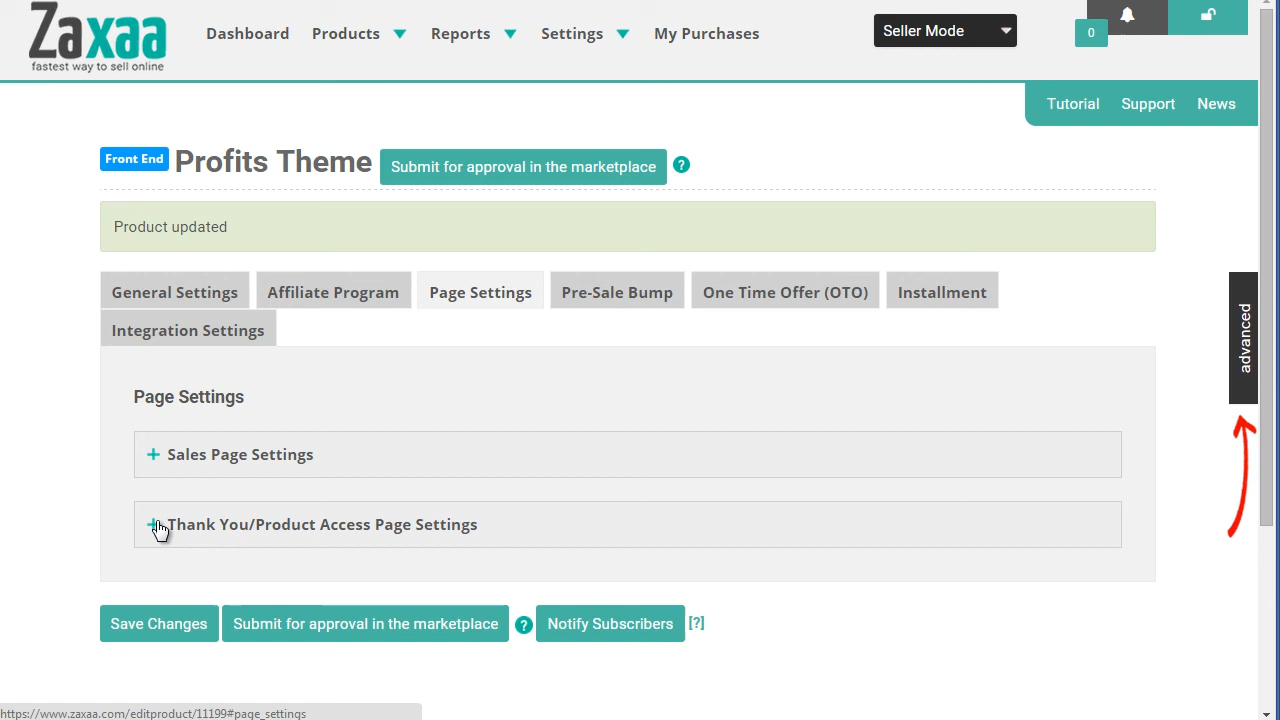 Zaxaa
fastest way to sell online
Dashboard Products Reports Settings My Purchases
Seller Mode
0
Tutorial Support News
Front End Profits Theme Submit for approval in the marketplace ?
Product updated
General Settings Affiliate Program Page Settings Pre-Sale Bump One Time Offer (OTO) Installment
Integration Settings
advanced
Page Settings
+ Sales Page Settings
+ Thank You/Product Access Page Settings
Save Changes Submit for approval in the marketplace ? Notify Subscribers [?]
https://www.zaxaa.com/editproduct/11199#page_settings